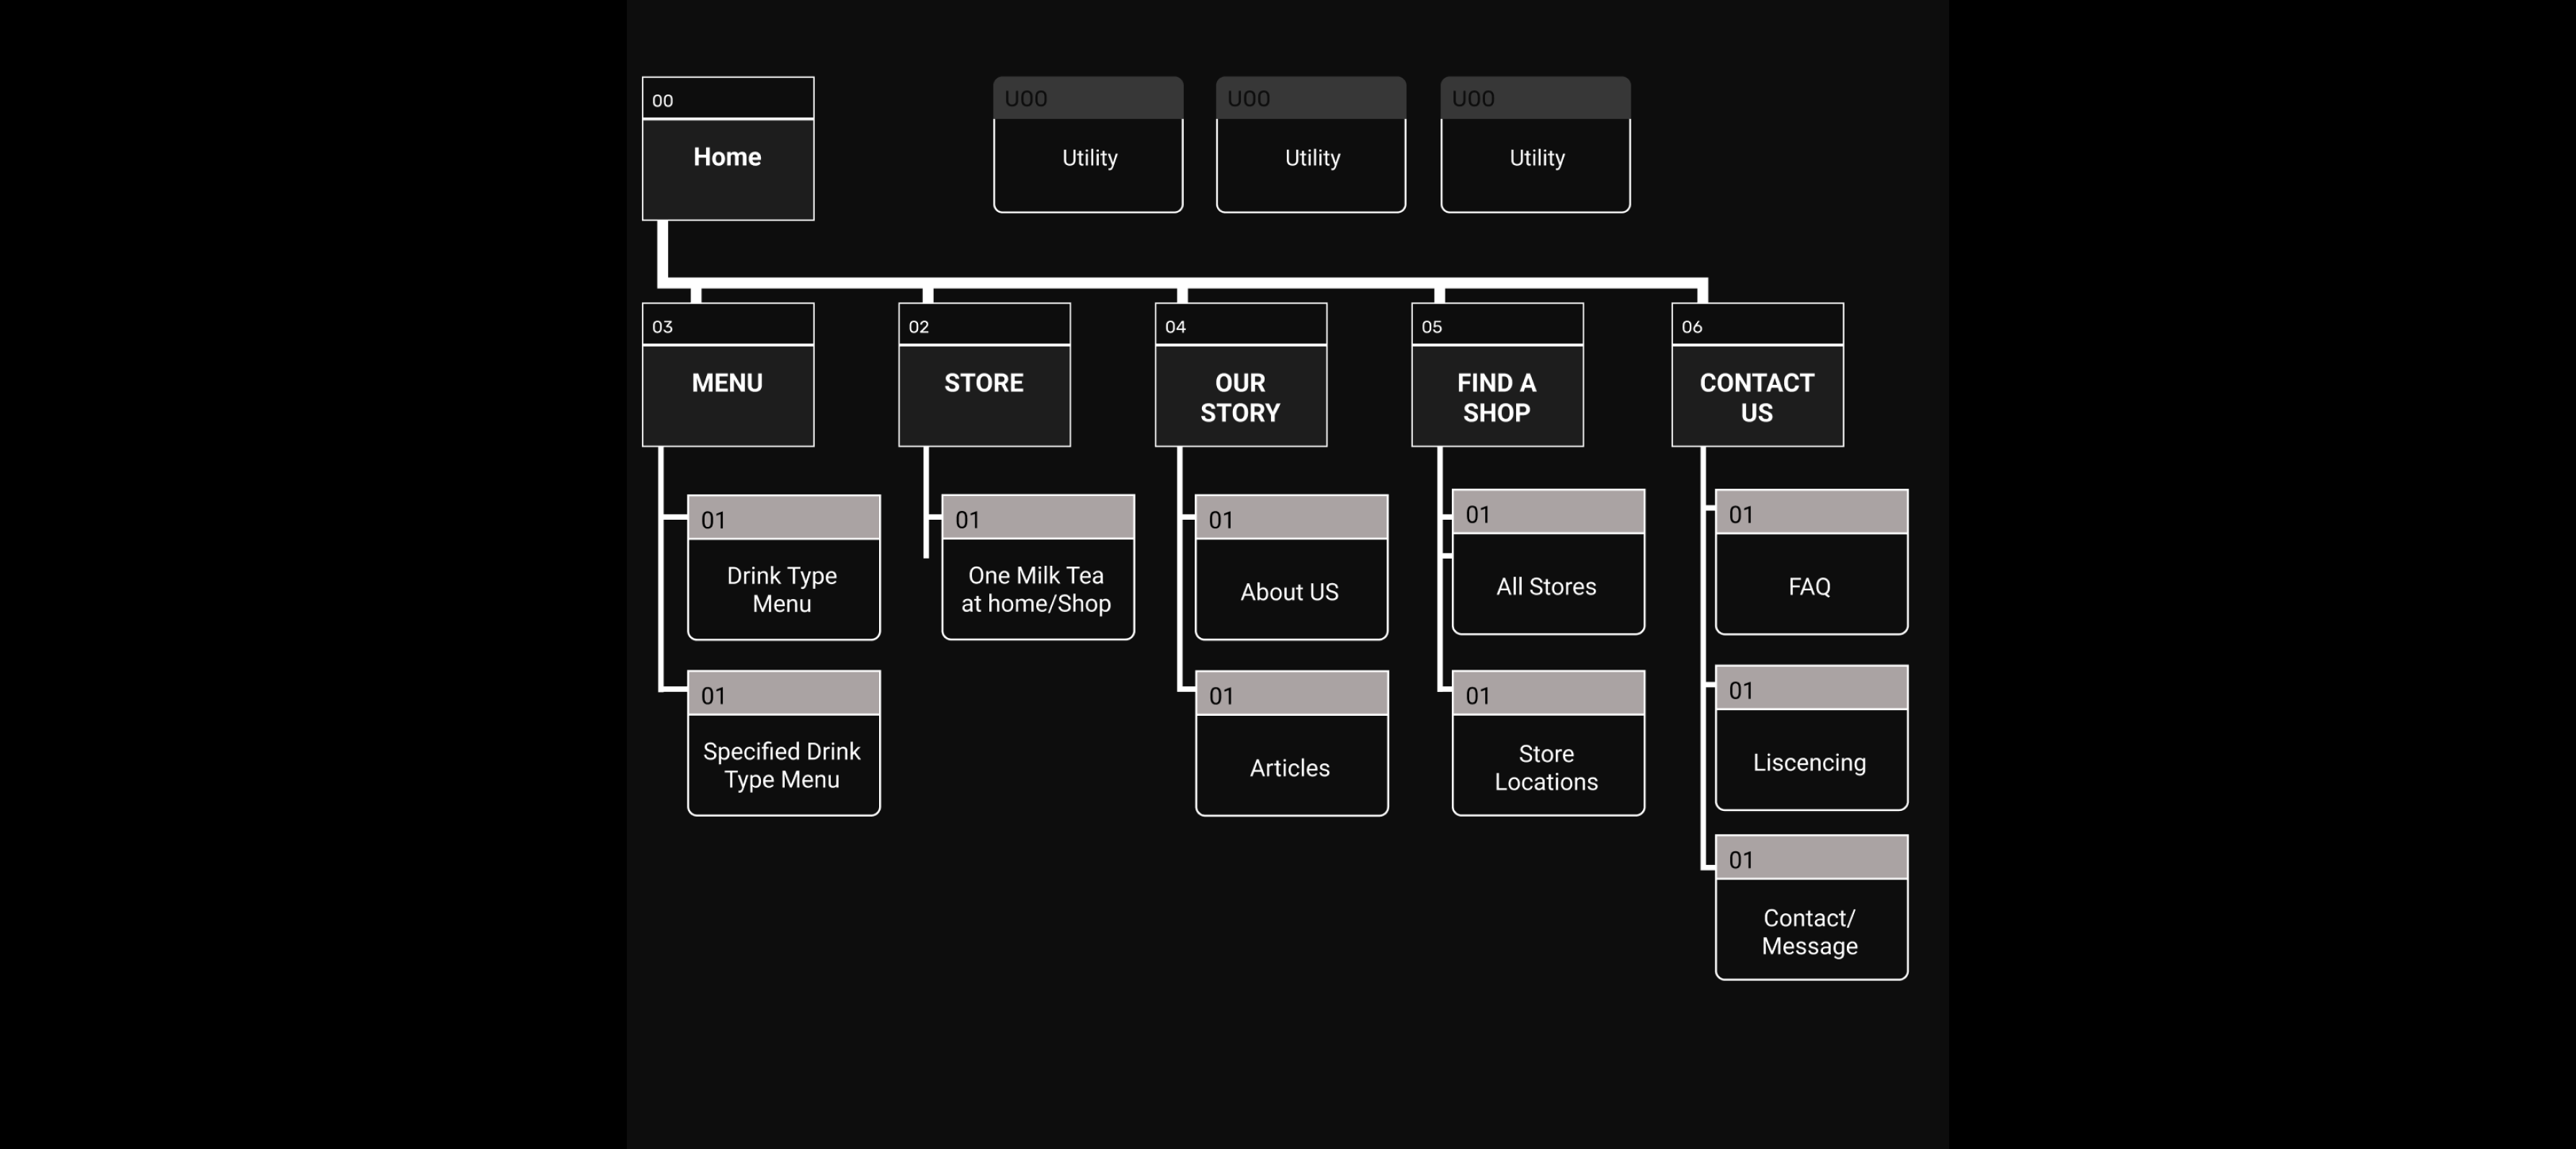 00
Home
U00
Utility
U00
Utility
U00
Utility
03
MENU
02
STORE
04
OUR
STORY
05
FIND A
SHOP
06
CONTACT
US
01
Drink Type
Menu
01
Specified Drink
Type Menu
01
One Milk Tea
at home/Shop
01
About US
01
Articles
01
All Stores
01
Store
Locations
01
FAQ
01
Liscencing
01
Contact/
Message